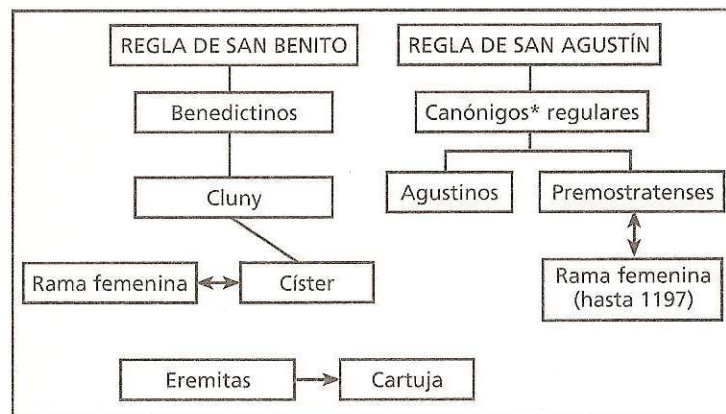 REGLA DE SAN BENITO
Benedictinos
Cluny
Rama femenina
Císter
REGLA DE SAN AGUSTÍN
Canónigos* regulares
Agustinos
Premostratenses
Rama femenina
(hasta 1197)
Eremitas
Cartuja